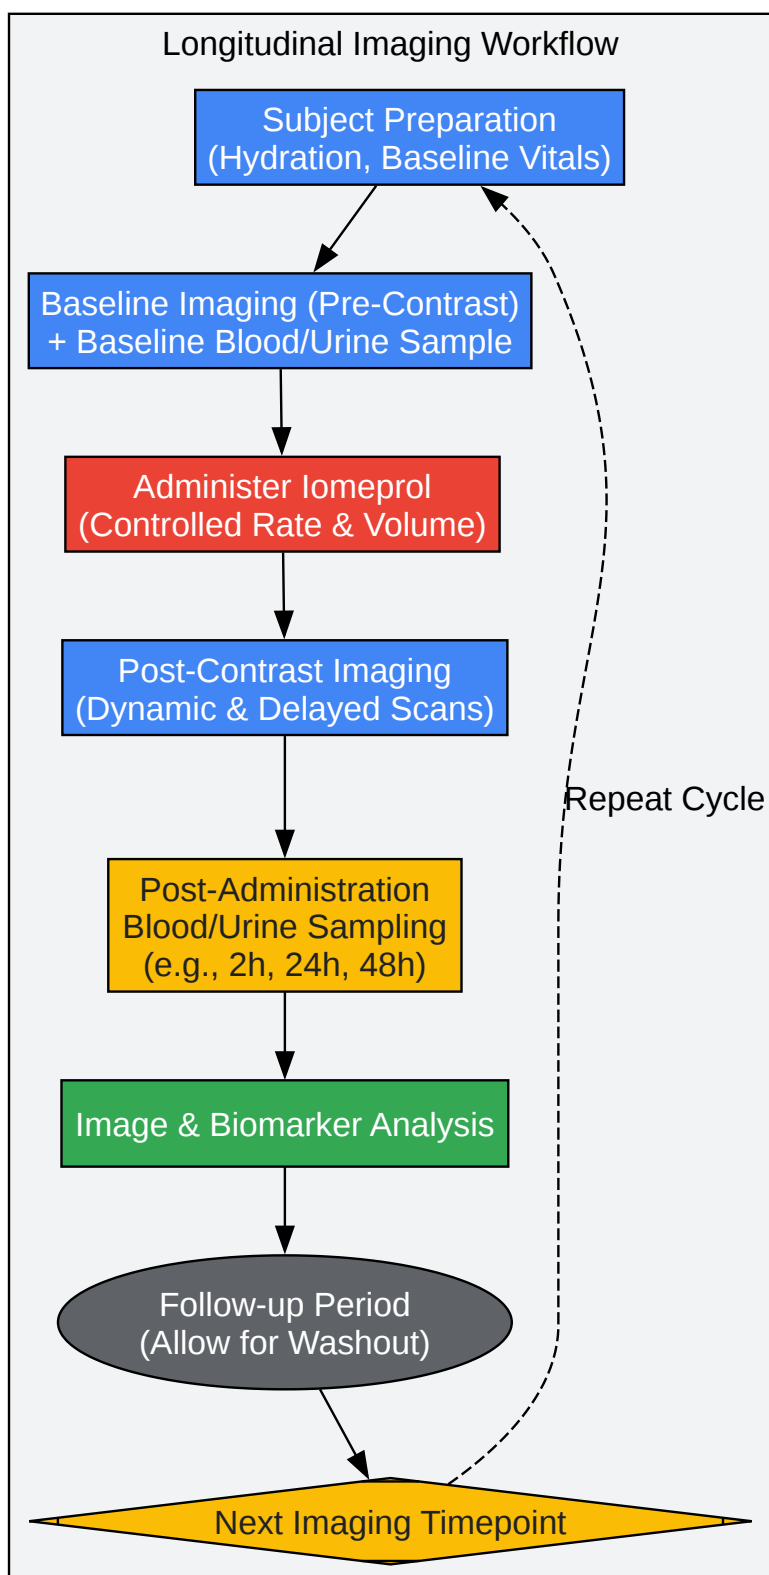 Longitudinal Imaging Workflow
Subject Preparation
(Hydration, Baseline Vitals)
Baseline Imaging (Pre-Contrast)
+ Baseline Blood/Urine Sample
Administer Iomeprol
(Controlled Rate & Volume)
Post-Contrast Imaging
(Dynamic & Delayed Scans)
Repeat Cycle
Post-Administration
Blood/Urine Sampling
(e.g., 2h, 24h, 48h)
Image & Biomarker Analysis
Follow-up Period
(Allow for Washout)
Next Imaging Timepoint